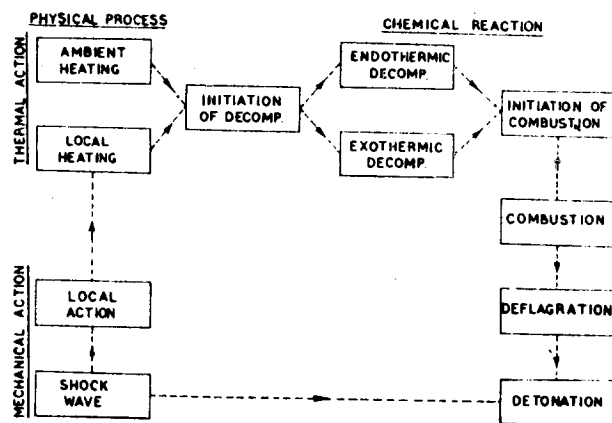 PHYSICAL PROCESS
CHEMICAL REACTION
THERMAL ACTION
AMBIENT
HEATING
LOCAL
HEATING
INITIATION
OF DECOMP.
ENDOTHERMIC
DECOMP.
EXOTHERMIC
DECOMP.
INITIATION OF
COMBUSTION
COMBUSTION
MECHANICAL ACTION
LOCAL
ACTION
DEFLAGRATION
SHOCK
WAVE
DETONATION